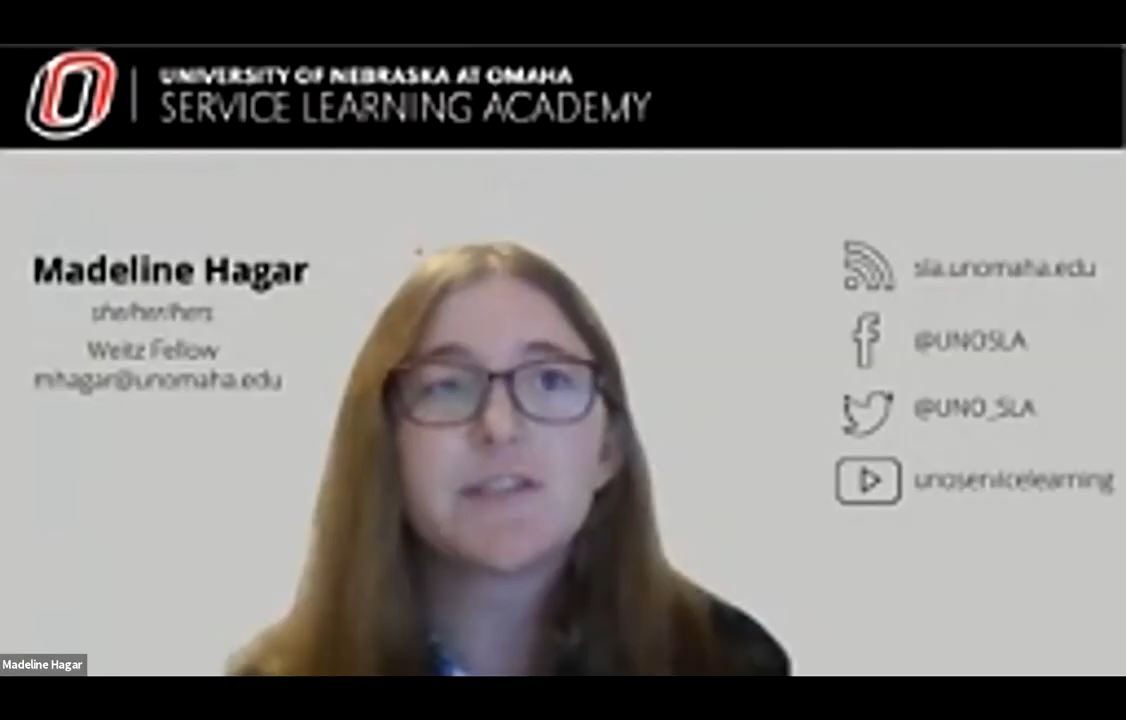 UNIVERSITY OF NEBRASKA AT OMAHA
SERVICE LEARNING ACADEMY
Madeline Hagar
she/her/hers
Weitz Fellow
mhagar@unomaha.edu
sla.unomaha.edu
@UNOSLA
@UNO_SLA
unoservicelearning
Madeline Hagar